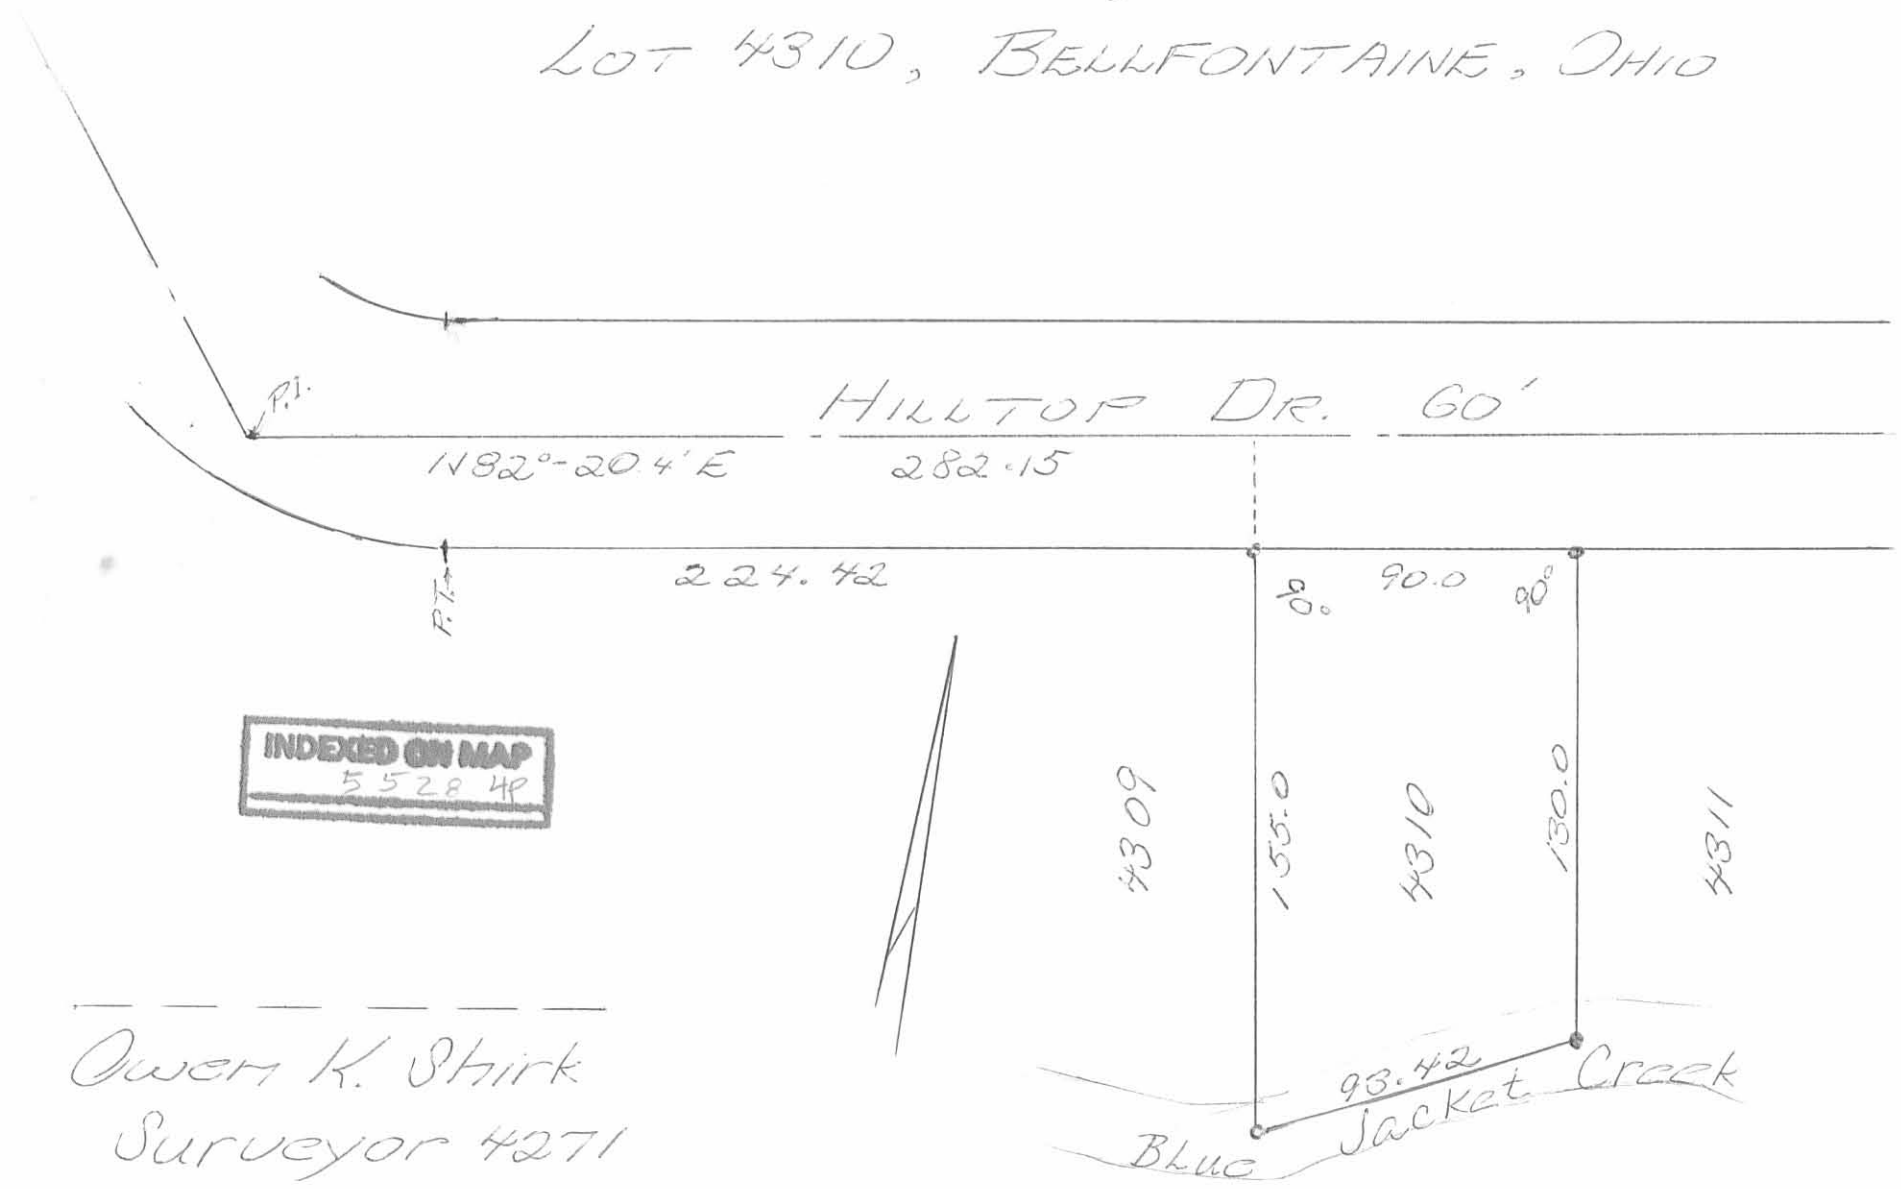 LOT 4310, BELLFONTAINE, OHIO
P.I.
HILLTOP DR. 60'
N82°-20.4'E 282.15
224.42
90.0
90°
90°
P.T.
INDEXED ON MAP
5528 4P
4309
155.0
4310
130.0
4311
93.42
Blue Jacket Creek
Owen K. Shirk
Surveyor 4271